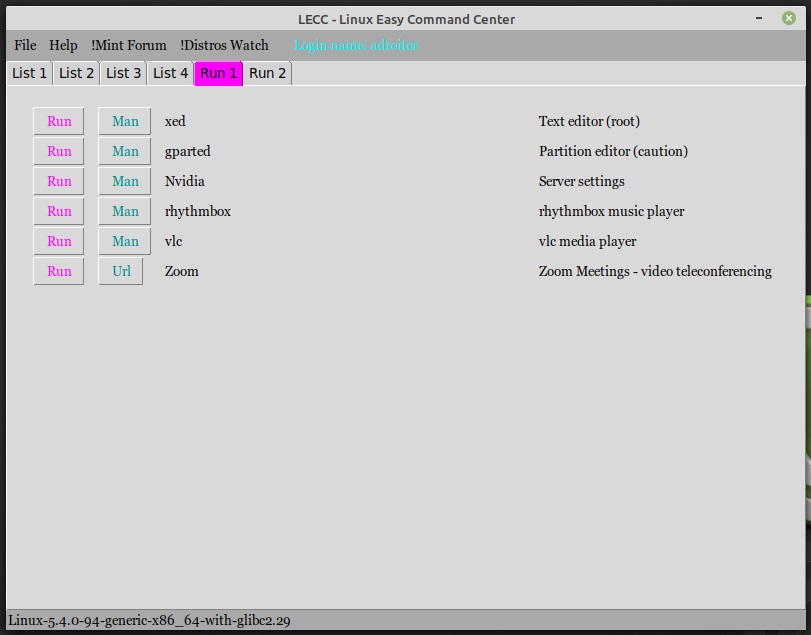 LECC - Linux Easy Command Center
File Help !Mint Forum !Distros Watch Login name: adroiter
List 1 List 2 List 3 List 4 Run 1 Run 2
Run Man xed Text editor (root)
Run Man gparted Partition editor (caution)
Run Man Nvidia Server settings
Run Man rhythmbox rhythmbox music player
Run Man vlc vlc media player
Run Url Zoom Zoom Meetings - video teleconferencing
Linux-5.4.0-94-generic-x86_64-with-glibc2.29